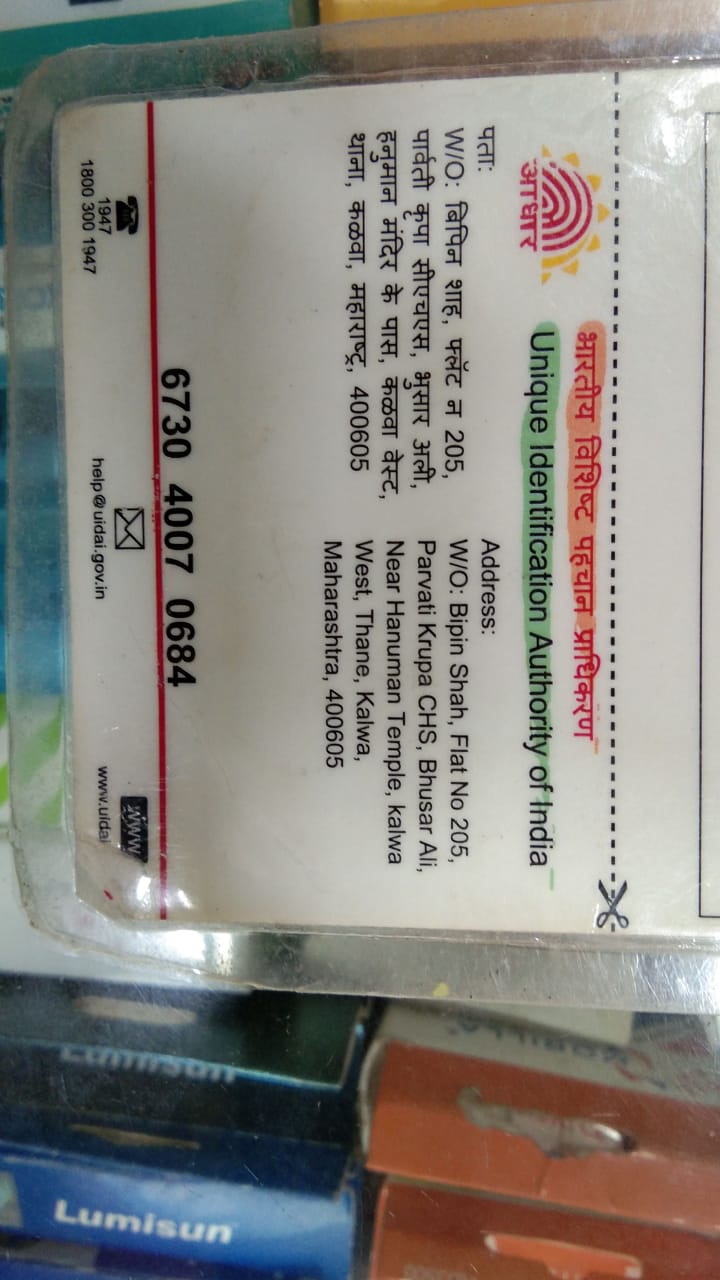 भारतीय विशिष्ट पहचान प्राधिकरण
Unique Identification Authority of India
आधार
पता:
W/O: बिपिन शाह, फ्लॅट न 205,
पार्वती कृपा सीएचएस, भुसार अली,
हनुमान मंदिर के पास, कळवा वेस्ट,
थाना, कळवा, महाराष्ट्र, 400605
Address:
W/O: Bipin Shah, Flat No 205,
Parvati Krupa CHS, Bhusar Ali,
Near Hanuman Temple, kalwa
West, Thane, Kalwa,
Maharashtra, 400605
6730 4007 0684
1947
1800 300 1947
help@uidai.gov.in
www
www.uidai
Lumisun
Lumisun